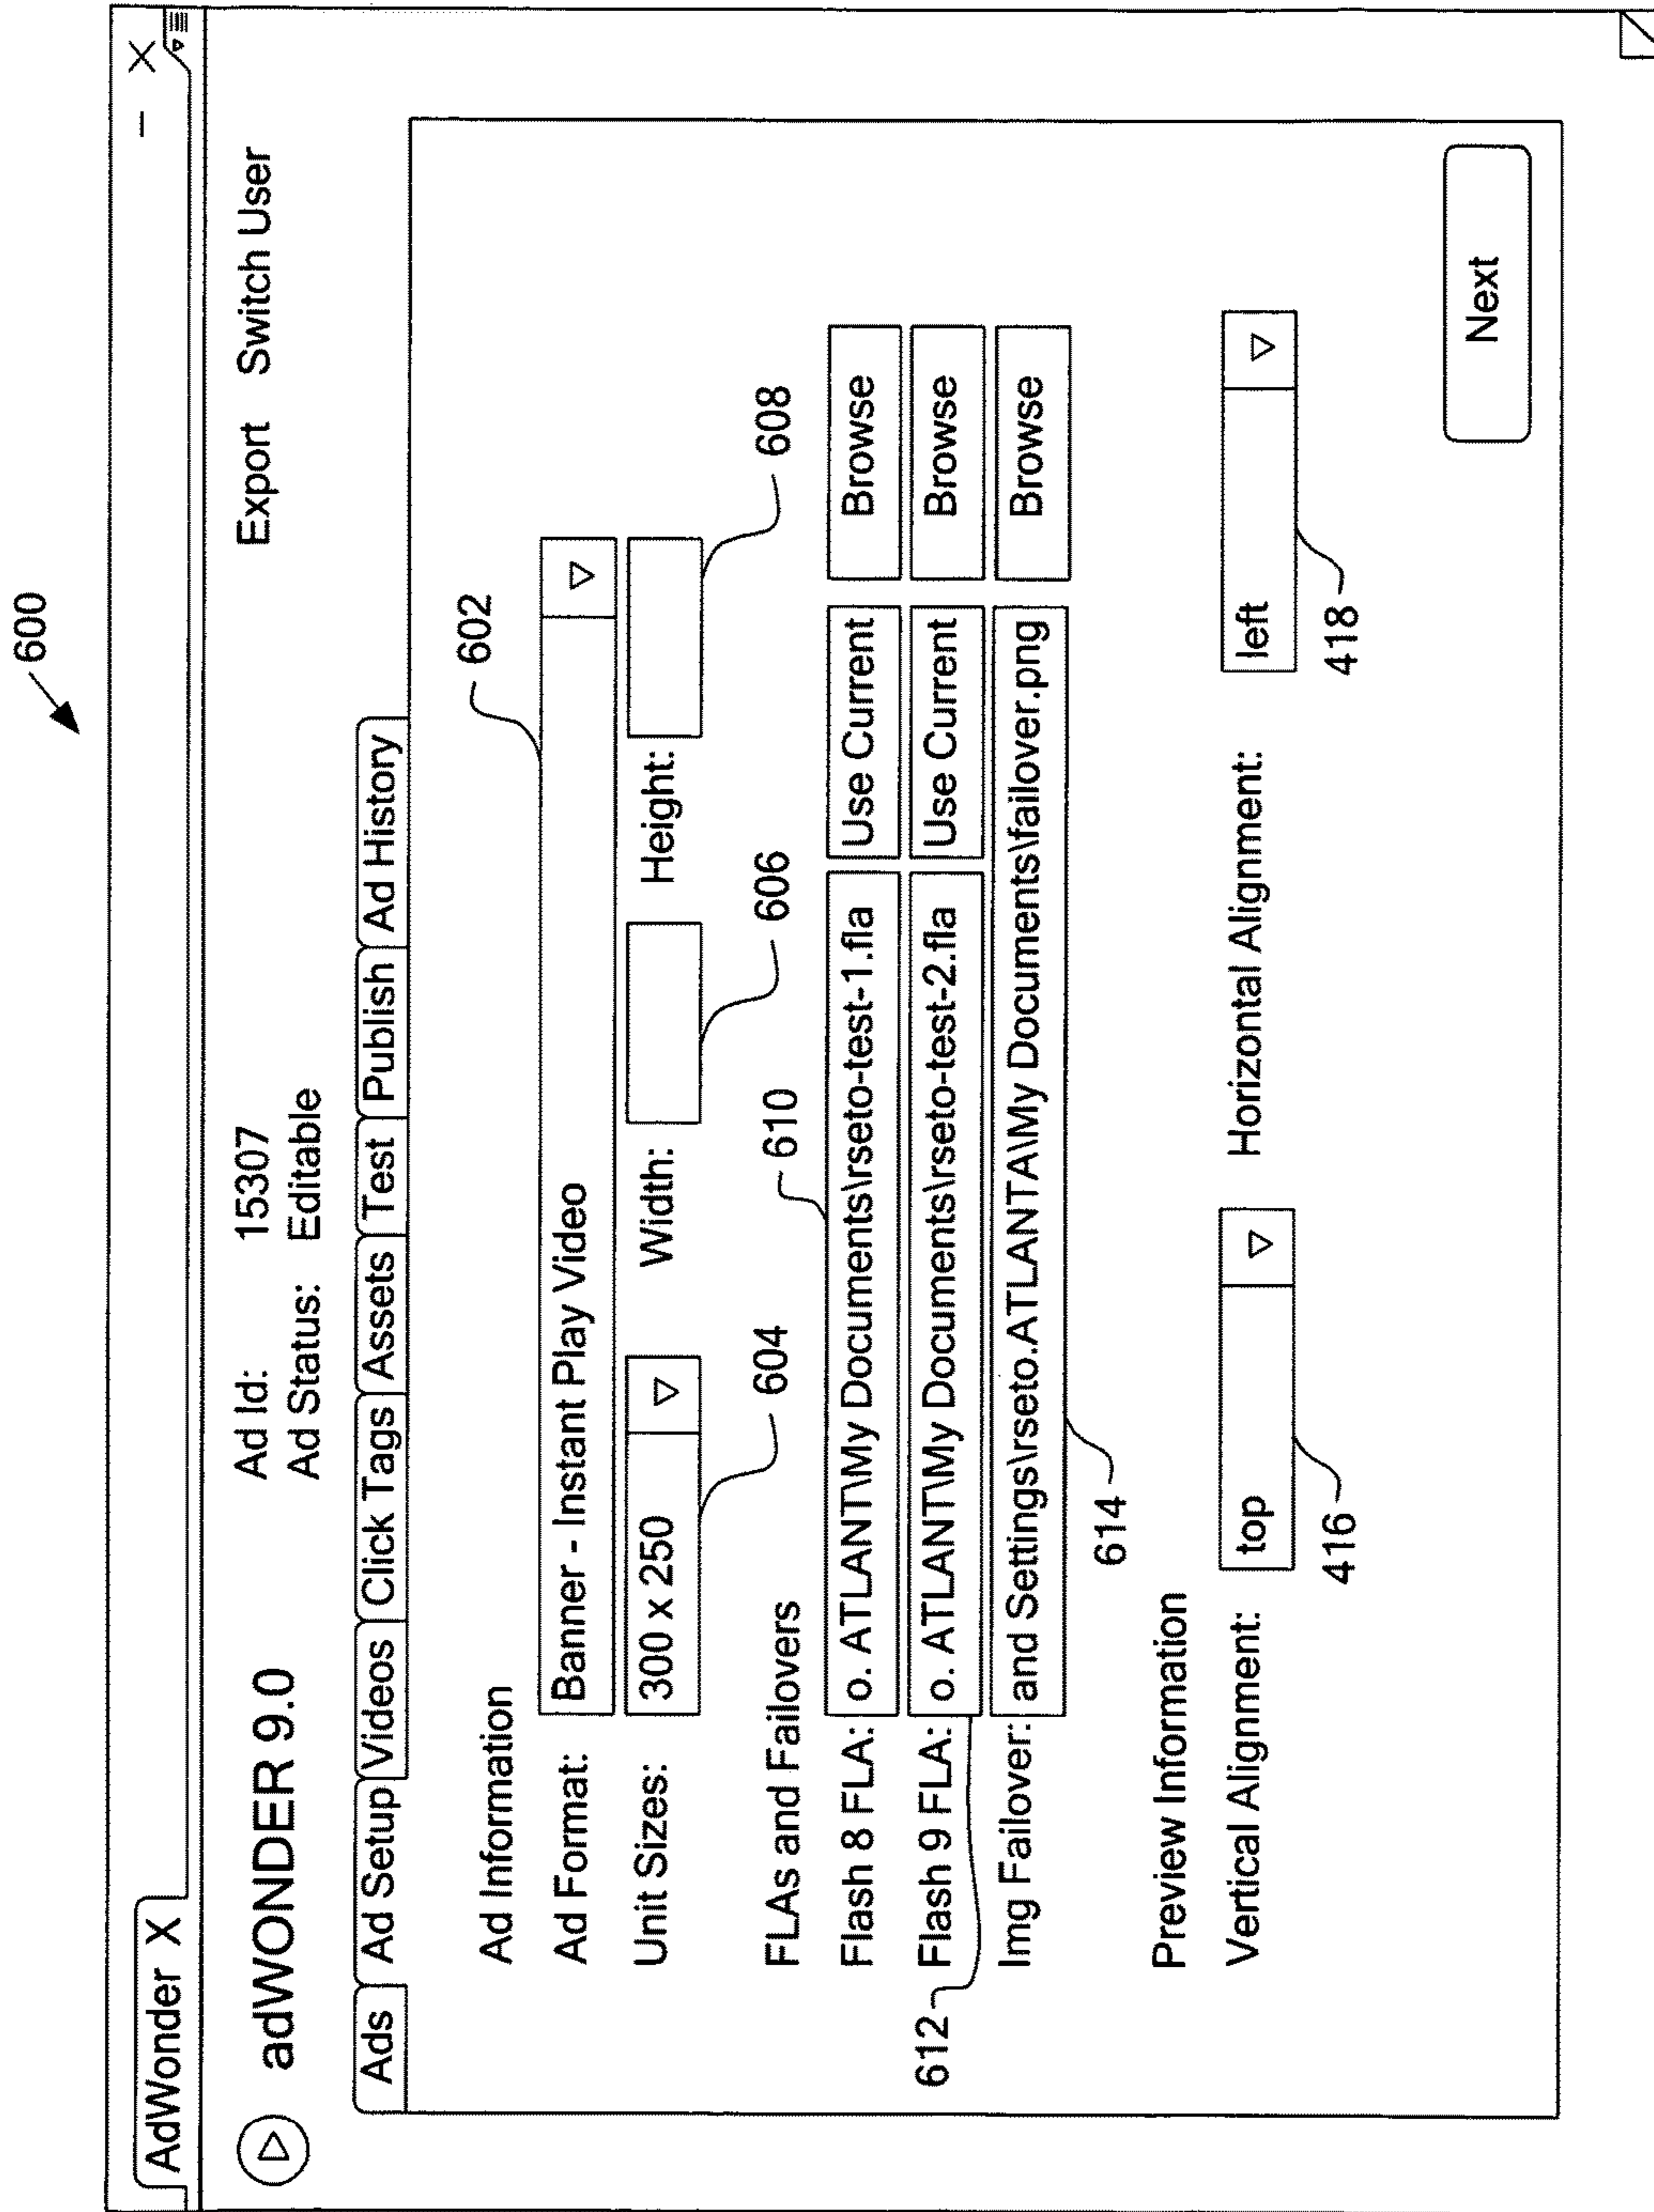 600
AdWonder X
– X
adWONDER 9.0 Ad Id: 15307 Export Switch User
Ad Status: Editable
Ads Ad Setup Videos Click Tags Assets Test Publish Ad History
Ad Information
602
Ad Format: Banner - Instant Play Video
Unit Sizes: 300 x 250 Width: Height:
604 606 608
FLAs and Failovers
610
Flash 8 FLA: o. ATLANT\My Documents\rseto-test-1.fla Use Current Browse
612 Flash 9 FLA: o. ATLANT\My Documents\rseto-test-2.fla Use Current Browse
Img Failover: and Settings\rseto.ATLANTA\My Documents\failover.png Browse
614
Preview Information
Vertical Alignment: top Horizontal Alignment: left
416 418
Next